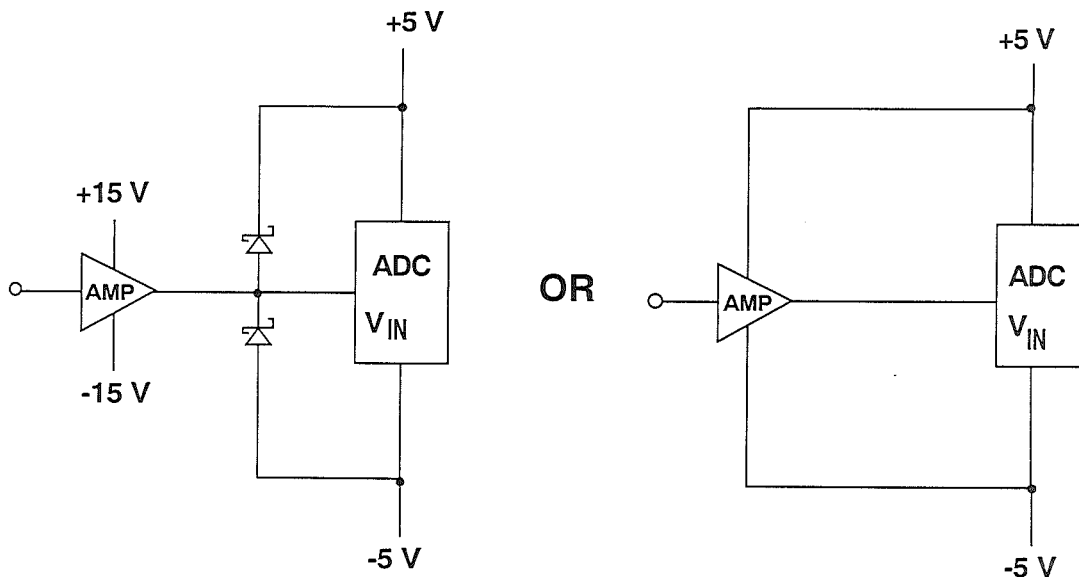 +5 V
+15 V
AMP
-15 V
ADC
V_IN
-5 V
OR
+5 V
AMP
ADC
V_IN
-5 V